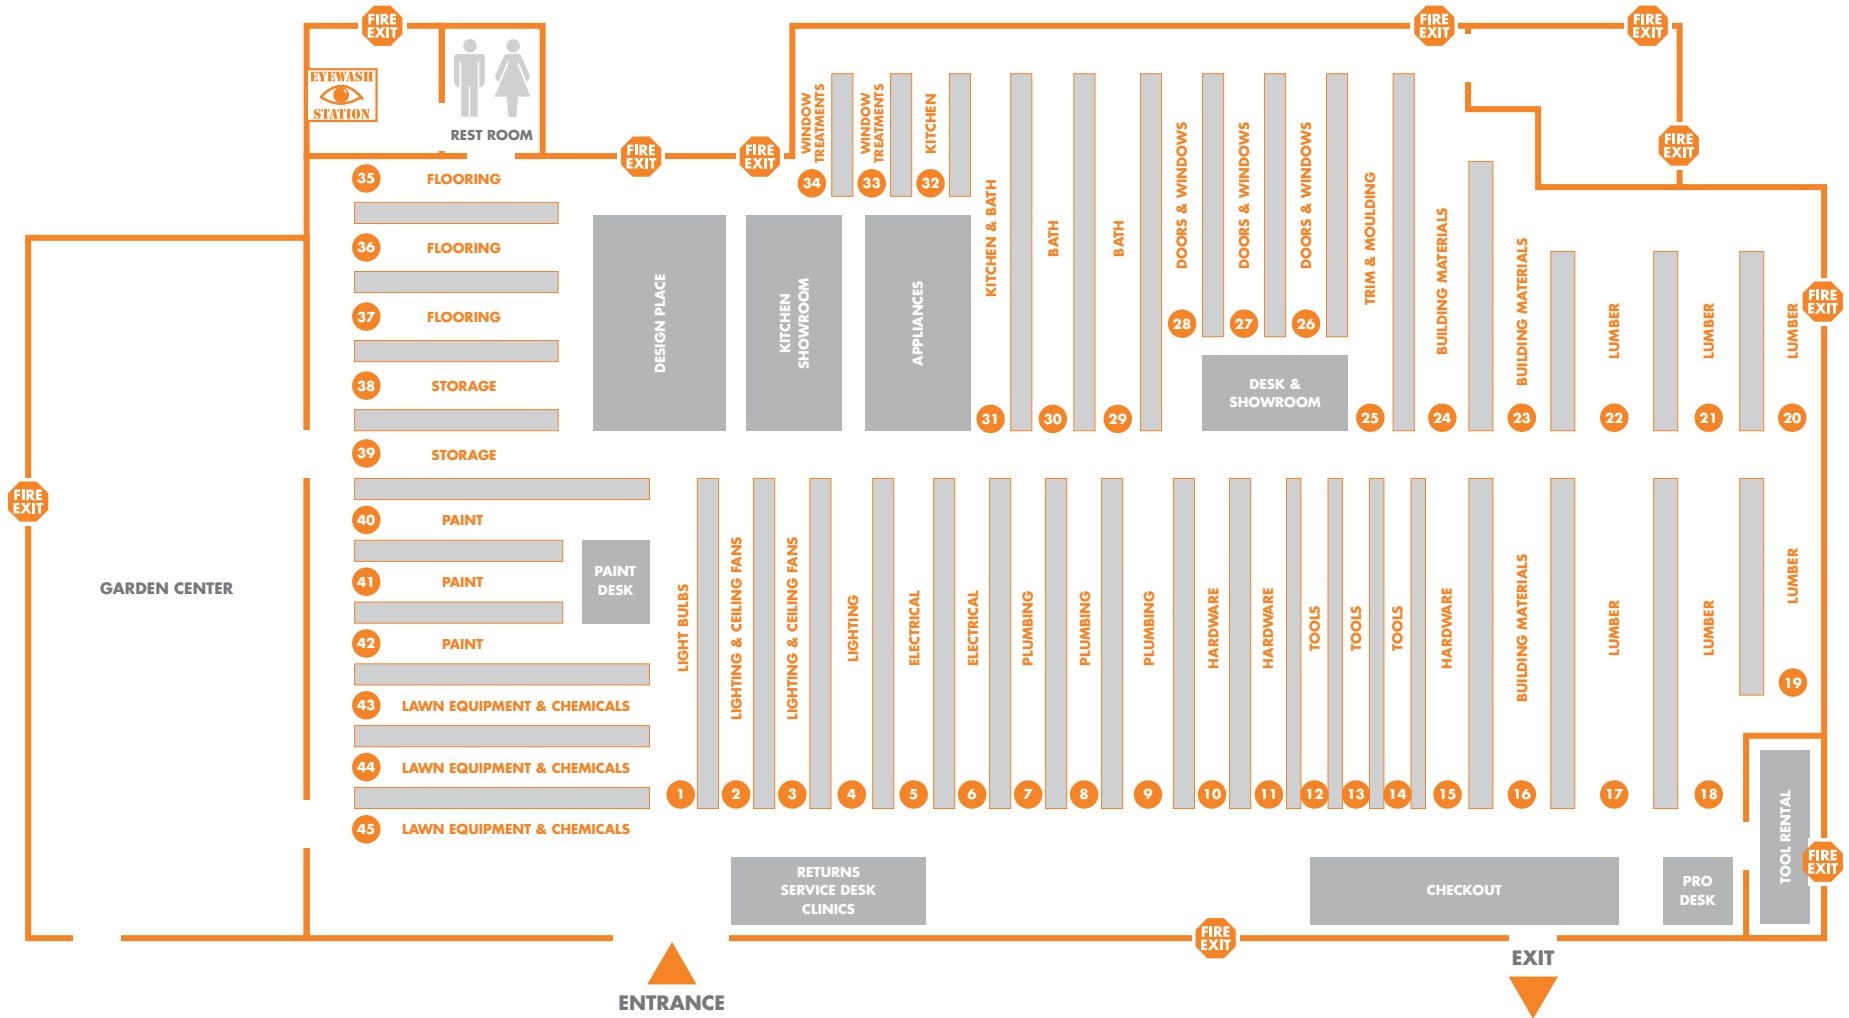 FIRE
EXIT
FIRE
EXIT
FIRE
EXIT
EYEWASH
STATION
REST ROOM
FIRE
EXIT
FIRE
EXIT
FIRE
EXIT
WINDOW
TREATMENTS
34
WINDOW
TREATMENTS
33
KITCHEN
32
35
FLOORING
36
FLOORING
37
FLOORING
38
STORAGE
39
STORAGE
DESIGN PLACE
KITCHEN
SHOWROOM
APPLIANCES
KITCHEN & BATH
31
BATH
30
BATH
29
DOORS & WINDOWS
28
DOORS & WINDOWS
27
DOORS & WINDOWS
26
DESK &
SHOWROOM
TRIM & MOULDING
25
BUILDING MATERIALS
24
BUILDING MATERIALS
23
LUMBER
22
LUMBER
21
LUMBER
20
FIRE
EXIT
FIRE
EXIT
GARDEN CENTER
40
PAINT
41
PAINT
42
PAINT
PAINT
DESK
43
LAWN EQUIPMENT & CHEMICALS
44
LAWN EQUIPMENT & CHEMICALS
45
LAWN EQUIPMENT & CHEMICALS
LIGHT BULBS
1
LIGHTING & CEILING FANS
2
LIGHTING & CEILING FANS
3
LIGHTING
4
ELECTRICAL
5
ELECTRICAL
6
PLUMBING
7
PLUMBING
8
PLUMBING
9
HARDWARE
10
HARDWARE
11
TOOLS
12
TOOLS
13
TOOLS
14
HARDWARE
15
BUILDING MATERIALS
16
LUMBER
17
LUMBER
18
LUMBER
19
RETURNS
SERVICE DESK
CLINICS
CHECKOUT
PRO
DESK
TOOL RENTAL
FIRE
EXIT
FIRE
EXIT
ENTRANCE
EXIT